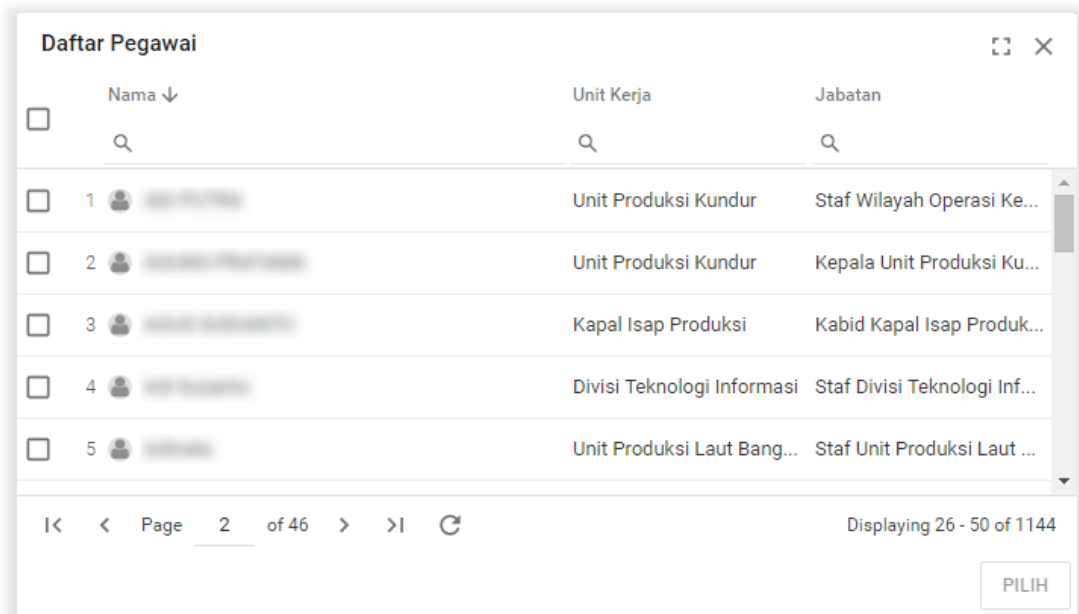 Daftar Pegawai
Nama Unit Kerja Jabatan
1 Unit Produksi Kundur Staf Wilayah Operasi Ke...
2 Unit Produksi Kundur Kepala Unit Produksi Ku...
3 Kapal Isap Produksi Kabid Kapal Isap Produk...
4 Divisi Teknologi Informasi Staf Divisi Teknologi Inf...
5 Unit Produksi Laut Bang... Staf Unit Produksi Laut ...
Page 2 of 46 Displaying 26 - 50 of 1144
PILIH